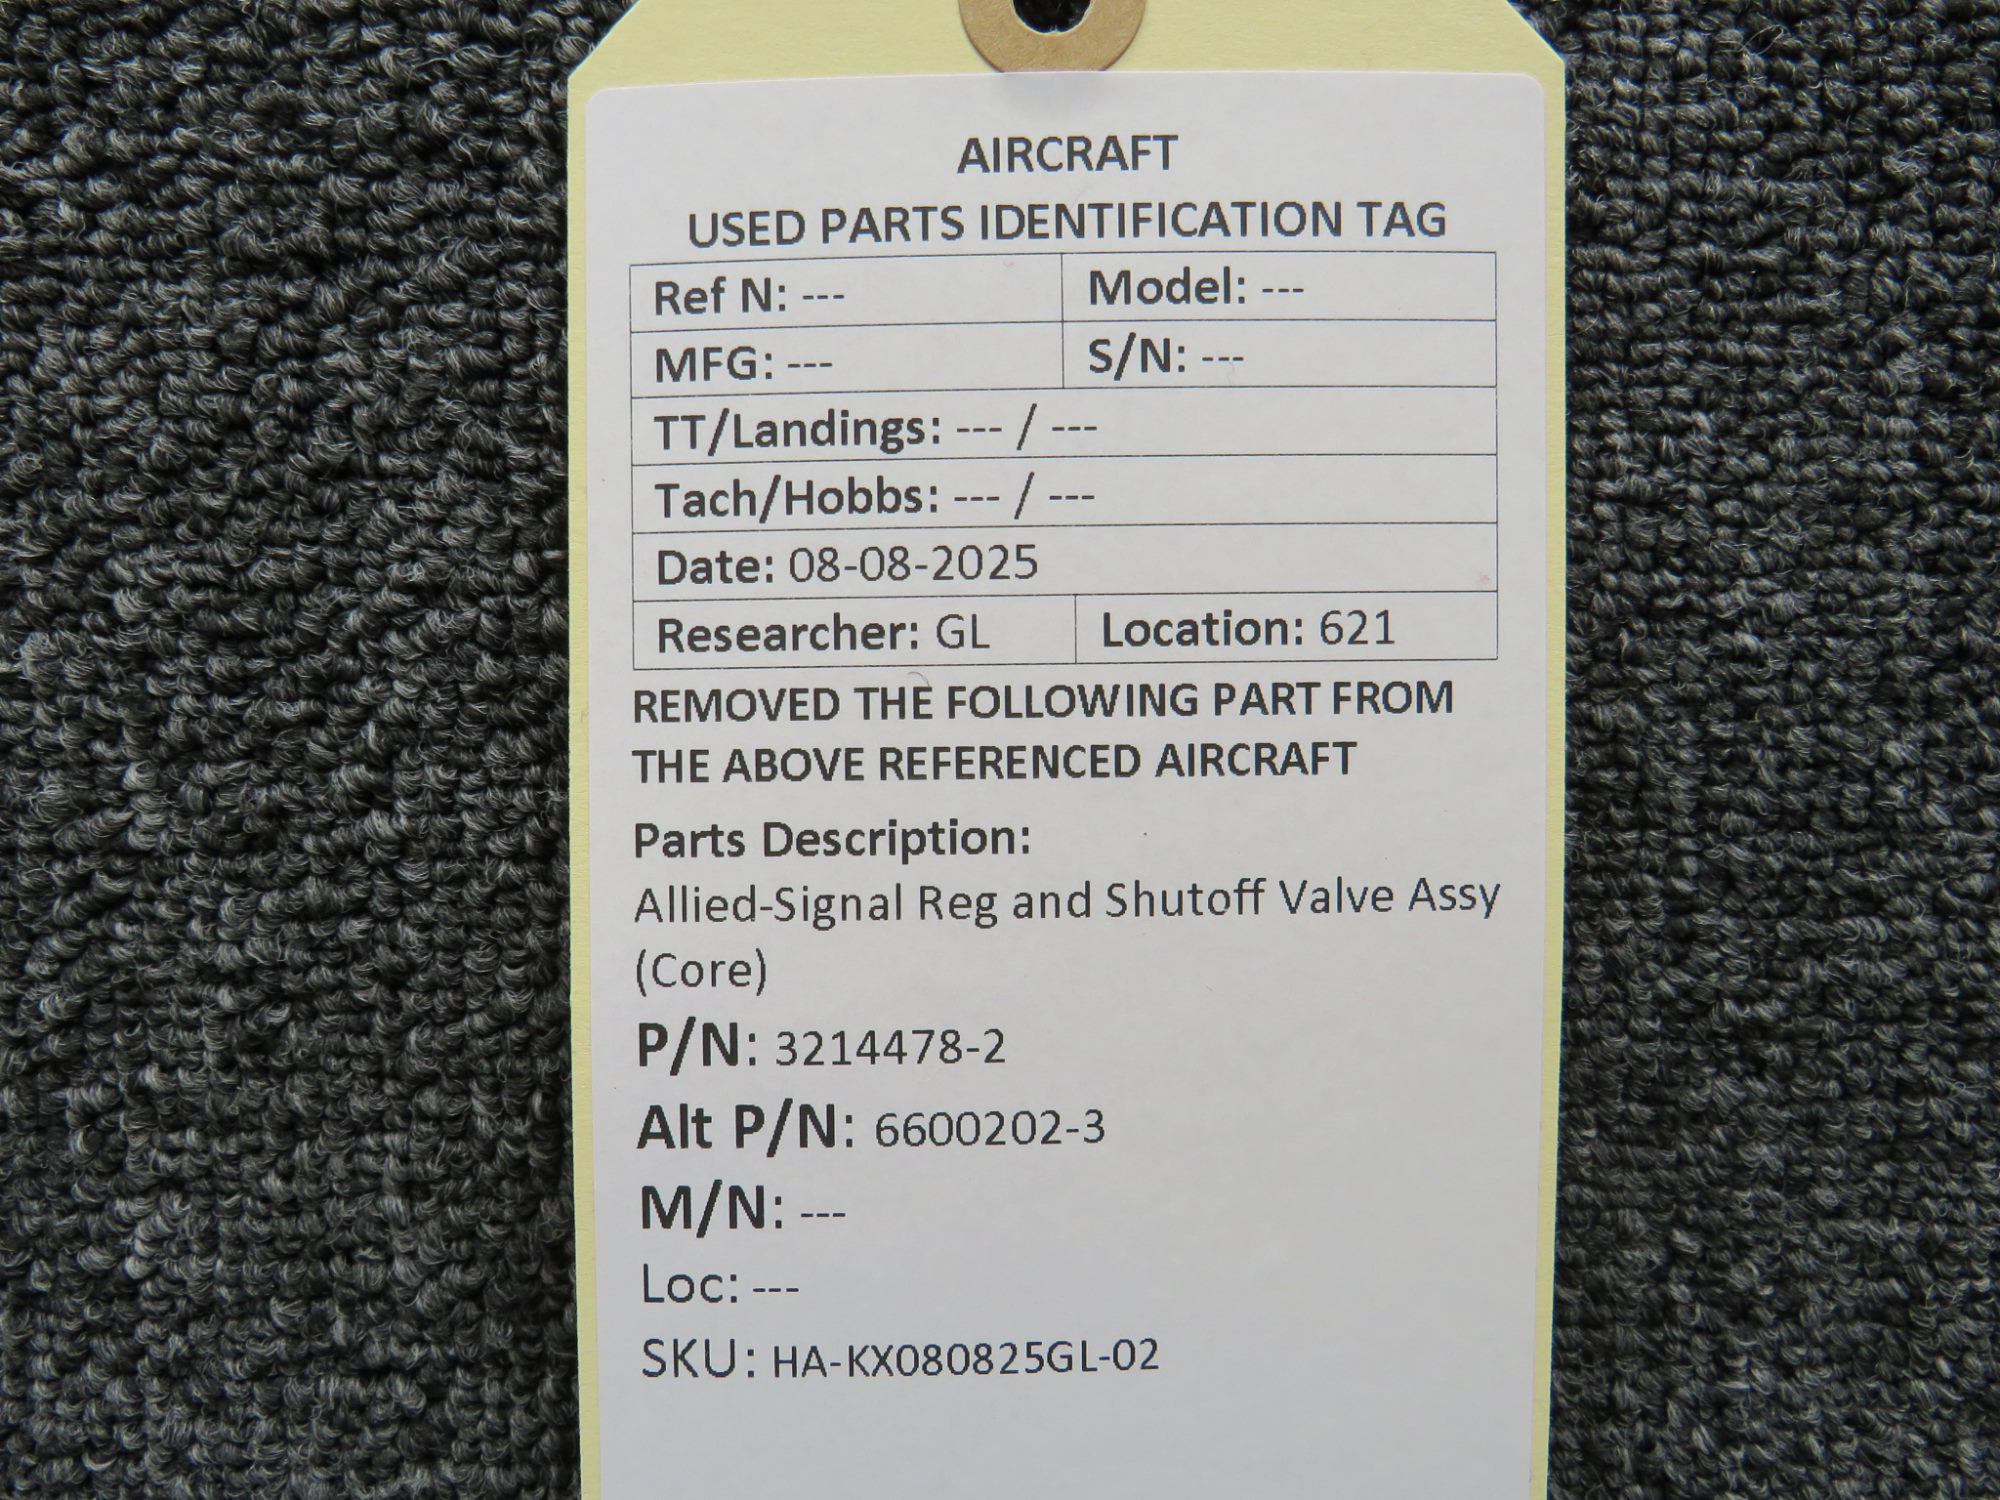 AIRCRAFT
USED PARTS IDENTIFICATION TAG
Ref N: --- Model: ---
MFG: --- S/N: ---
TT/Landings: --- / ---
Tach/Hobbs: --- / ---
Date: 08-08-2025
Researcher: GL Location: 621
REMOVED THE FOLLOWING PART FROM
THE ABOVE REFERENCED AIRCRAFT
Parts Description:
Allied-Signal Reg and Shutoff Valve Assy
(Core)
P/N: 3214478-2
Alt P/N: 6600202-3
M/N: ---
Loc: ---
SKU: HA-KX080825GL-02